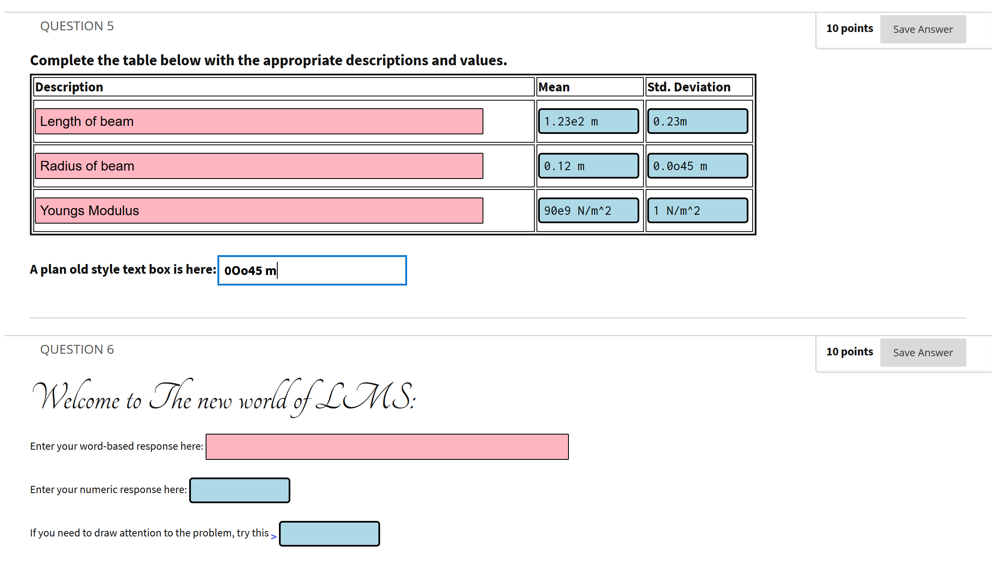 QUESTION 5
10 points Save Answer
Complete the table below with the appropriate descriptions and values.
Description Mean Std. Deviation
Length of beam 1.23e2 m 0.23m
Radius of beam 0.12 m 0.0o45 m
Youngs Modulus 90e9 N/m^2 1 N/m^2
A plan old style text box is here: 0Oo45 m
QUESTION 6
10 points Save Answer
Welcome to The new world of LMS:
Enter your word-based response here:
Enter your numeric response here:
If you need to draw attention to the problem, try this >